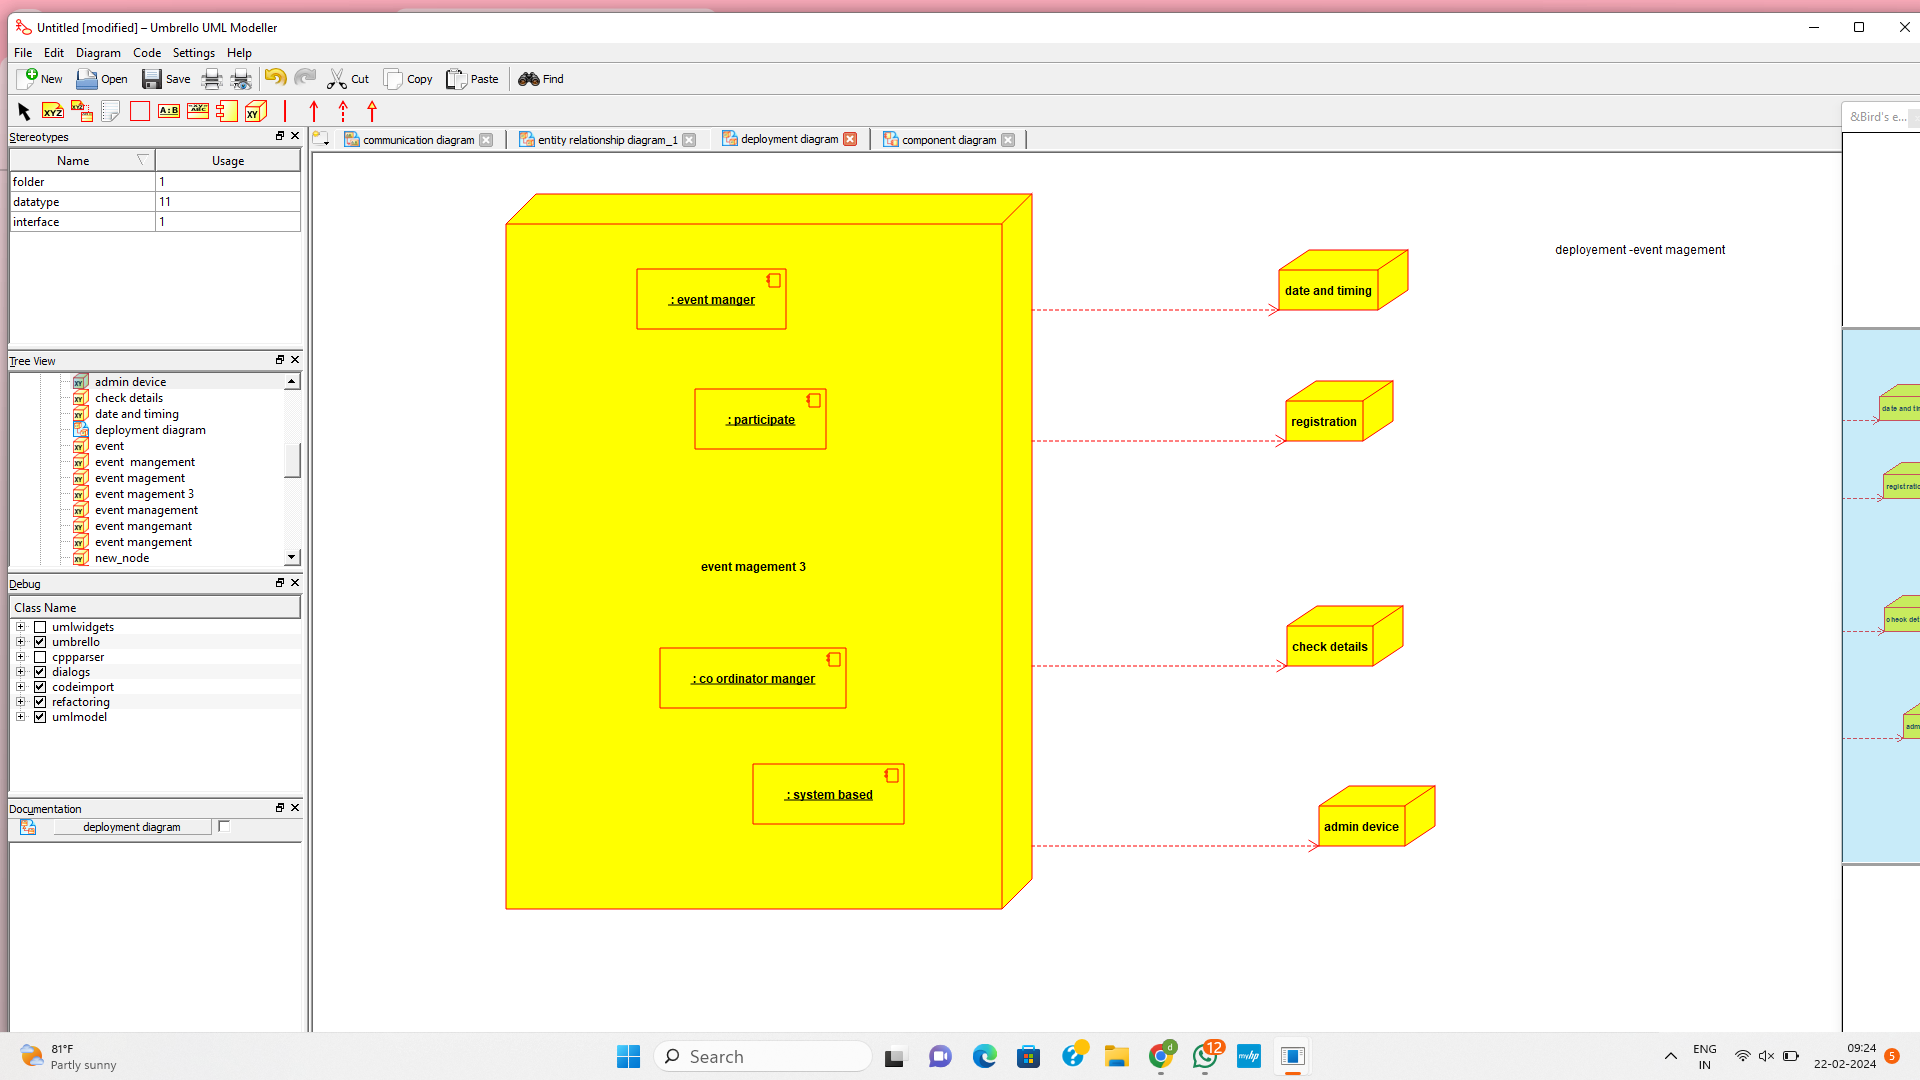 Untitled [modified] – Umbrello UML Modeller
File Edit Diagram Code Settings Help
New Open Save Cut Copy Paste Find
XYZ XYZ A:B ABC XY
&Bird's e...
Stereotypes
Name Usage
folder 1
datatype 11
interface 1
communication diagram entity relationship diagram_1 deployment diagram component diagram
Tree View
admin device
check details
date and timing
deployment diagram
event
event  mangement
event magement
event magement 3
event management
event mangemant
event mangement
new_node
Debug
Class Name
umlwidgets
umbrello
cppparser
dialogs
codeimport
refactoring
umlmodel
Documentation
deployment diagram
: event manger
: participate
event magement 3
: co ordinator manger
: system based
date and timing
registration
check details
admin device
deployement -event magement
date and tin
registratio
check det
adm
81°F
Partly sunny
Search
12
myhp
ENG
IN
09:24
22-02-2024
5